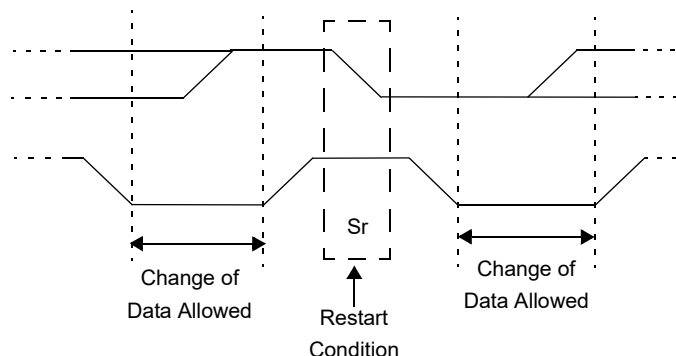 Sr
Change of
Data Allowed
Restart
Condition
Change of
Data Allowed